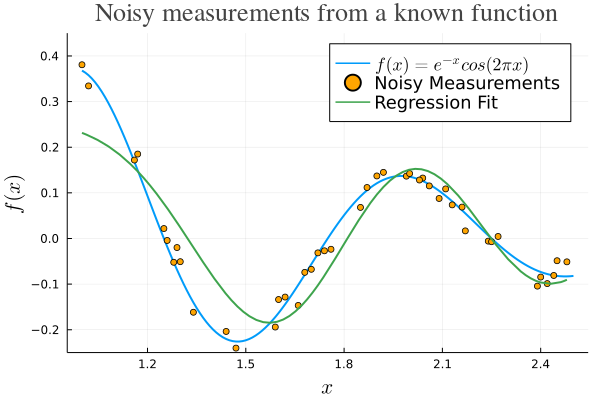 Noisy measurements from a known function
f(x) = e^{-x}cos(2πx)
Noisy Measurements
Regression Fit
f(x)
0.4
0.3
0.2
0.1
0.0
−0.1
−0.2
1.2
1.5
1.8
2.1
2.4
x